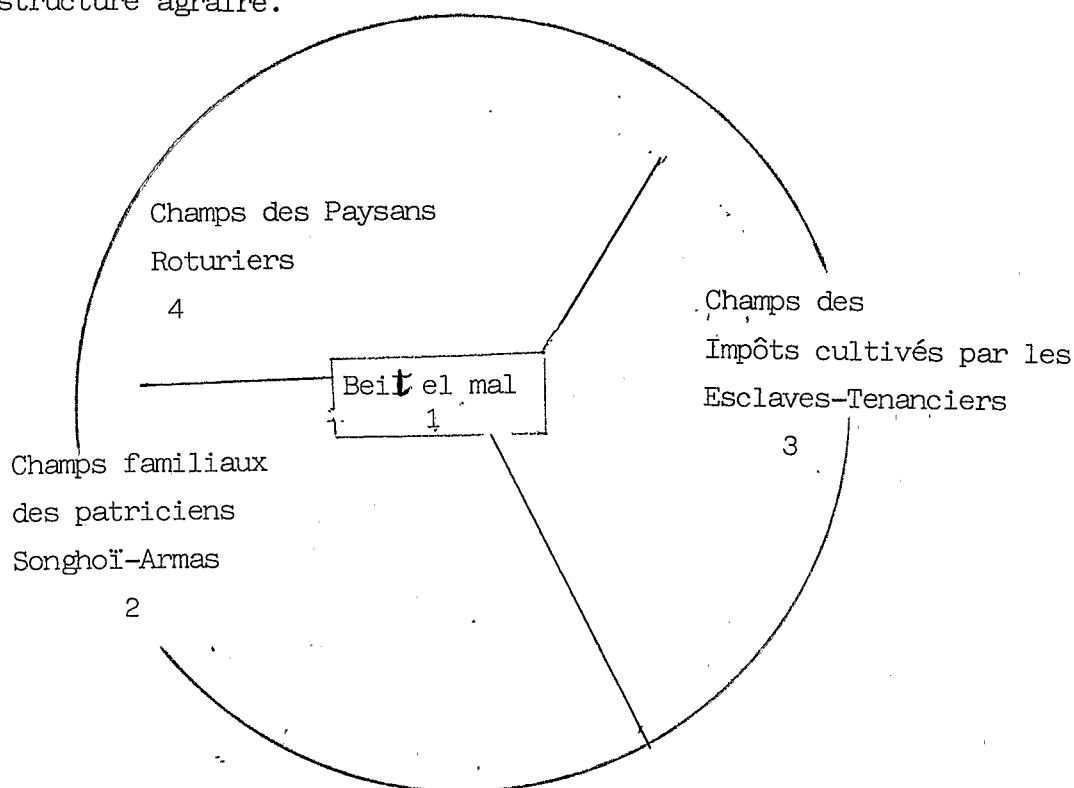 structure agraire.
Champs des Paysans
Roturiers
4
Champs des
Impôts cultivés par les
Esclaves-Tenanciers
3
Beit el mal
1
Champs familiaux
des patriciens
Songhoï-Armas
2